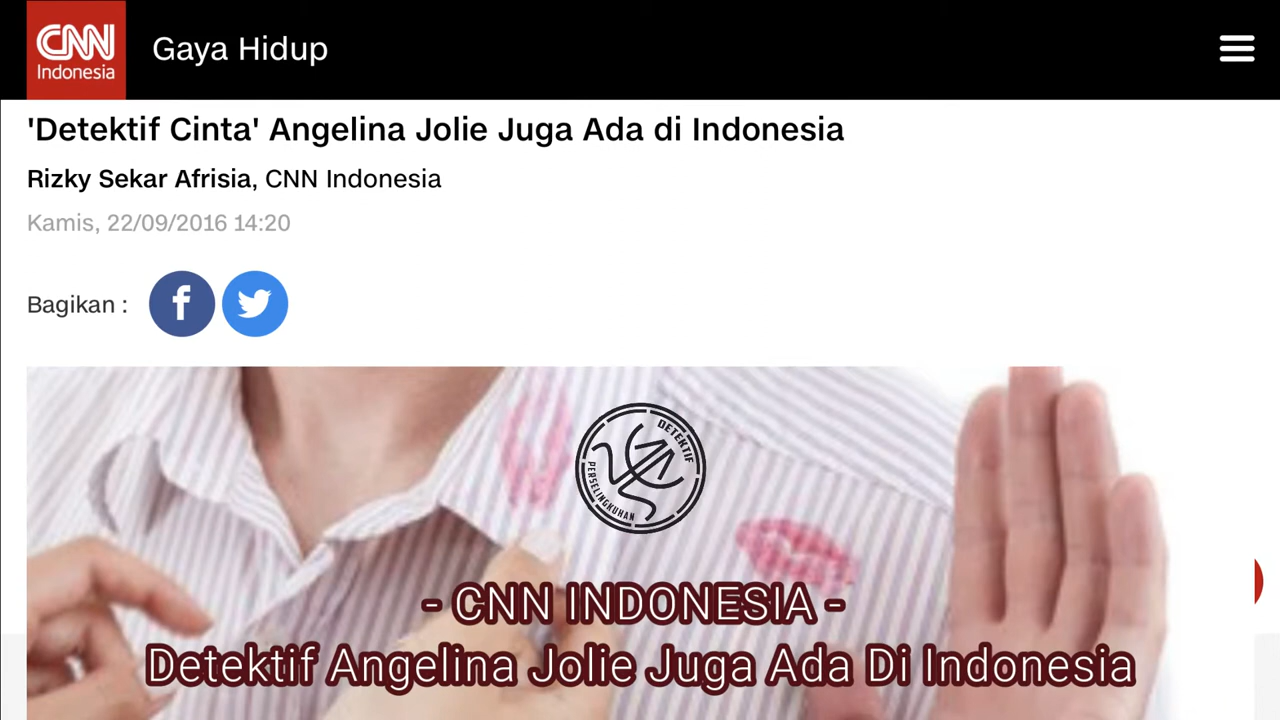 CNN
Indonesia
Gaya Hidup
'Detektif Cinta' Angelina Jolie Juga Ada di Indonesia
Rizky Sekar Afrisia, CNN Indonesia
Kamis, 22/09/2016 14:20
Bagikan :
DETEKTIF
PERSELINGKUHAN
- CNN INDONESIA -
Detektif Angelina Jolie Juga Ada Di Indonesia